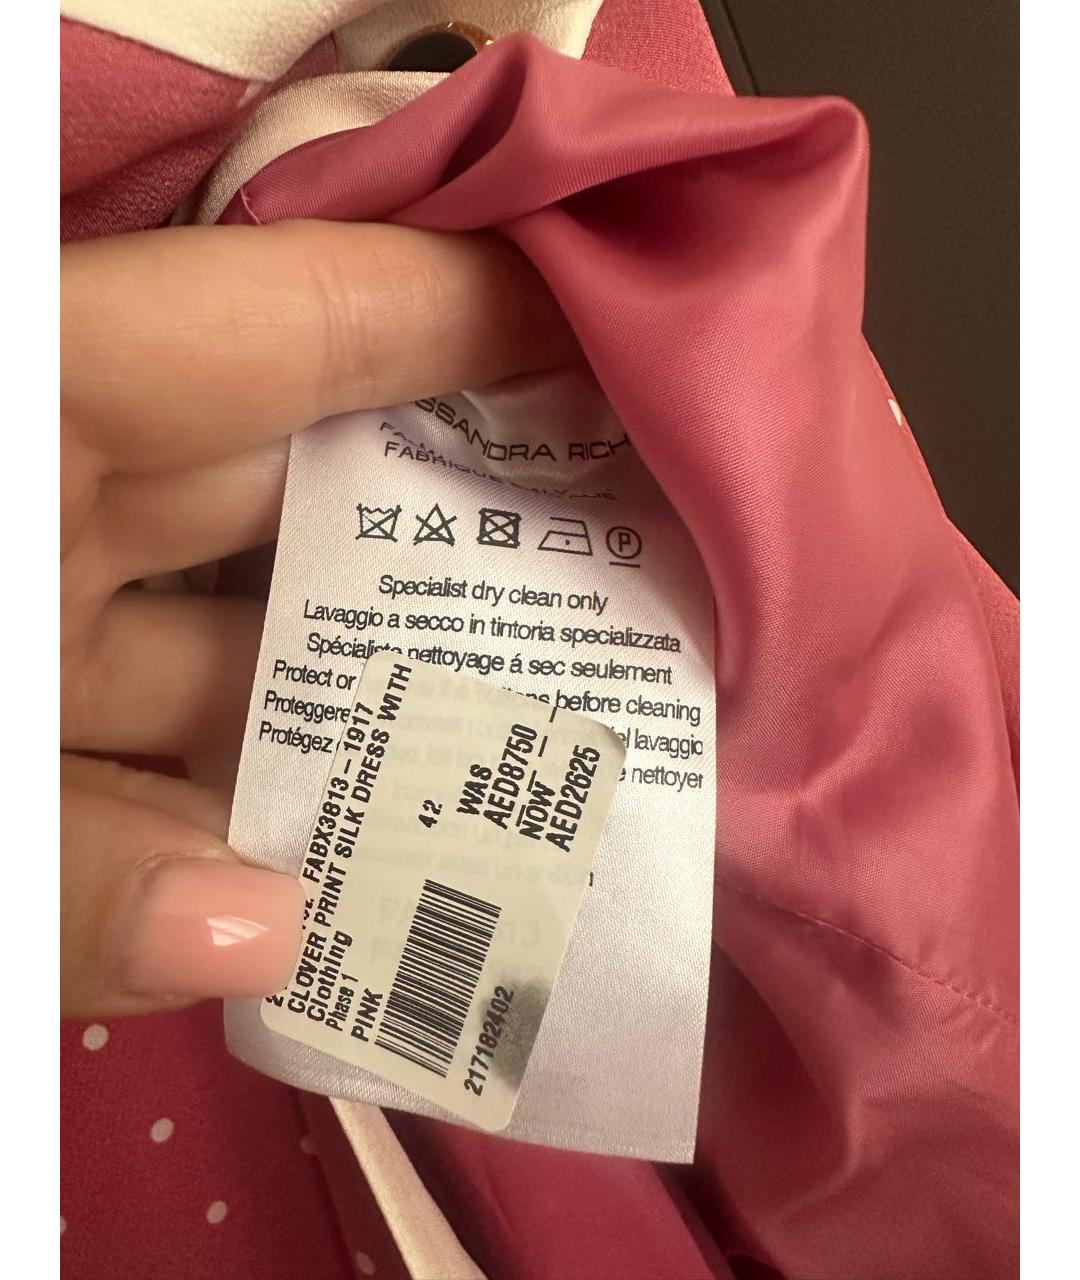 SSANDRA RICH
FABRIQUE EN ITALIE
P
Specialist dry clean only
Lavaggio a secco in tintoria specializzata
Spécialiste nettoyage á sec seulement
Protect or before cleaning
Proteggere lavaggio
Protégez nettoyer
FABX3813-1917
CLOVER PRINT SILK DRESS WITH
Clothing
Phase 1
PINK
42
WAS
AED8750
NOW
AED2625
217182402